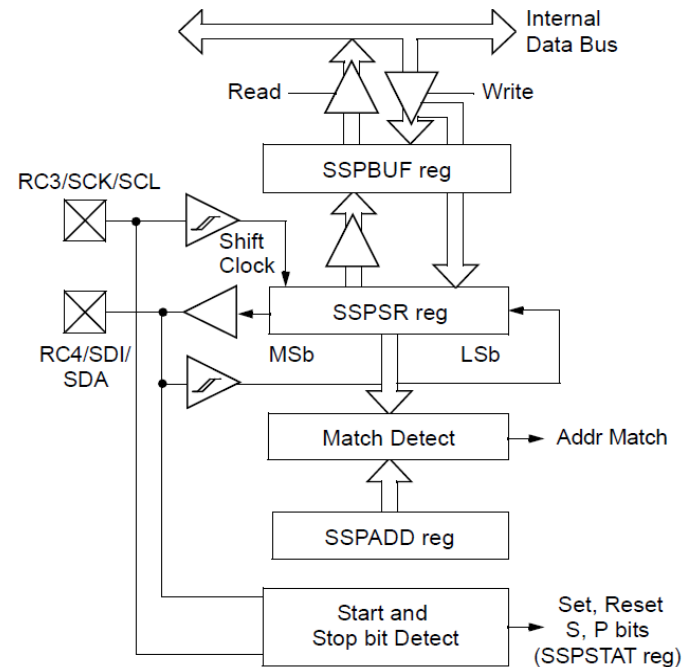 Internal
Data Bus
Read
Write
SSPBUF reg
RC3/SCK/SCL
Shift
Clock
SSPSR reg
MSb
LSb
RC4/SDI/
SDA
Match Detect
Addr Match
SSPADD reg
Start and
Stop bit Detect
Set, Reset
S, P bits
(SSPSTAT reg)